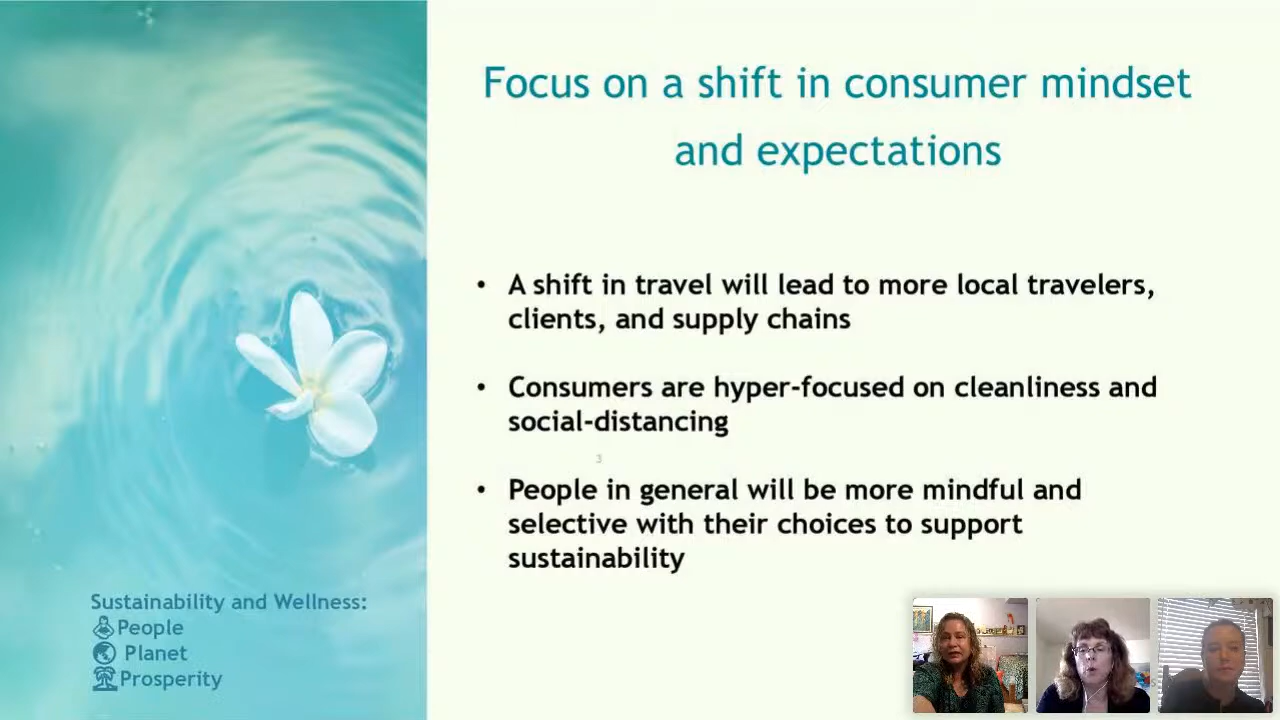 Focus on a shift in consumer mindset
and expectations
• A shift in travel will lead to more local travelers,
clients, and supply chains
• Consumers are hyper-focused on cleanliness and
social-distancing
3
• People in general will be more mindful and
selective with their choices to support
sustainability
Sustainability and Wellness:
People
Planet
Prosperity